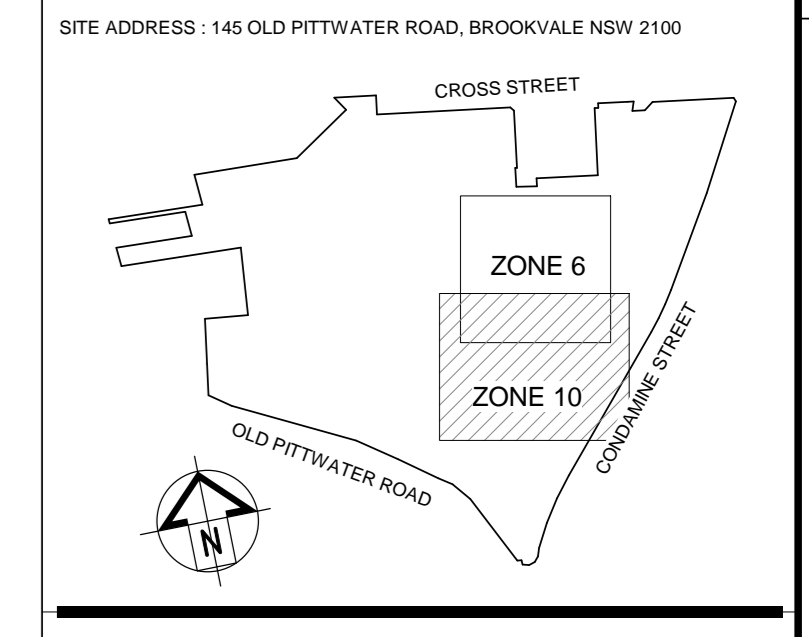 SITE ADDRESS : 145 OLD PITTWATER ROAD, BROOKVALE NSW 2100
CROSS STREET
ZONE 6
ZONE 10
CONDAMINE STREET
OLD PITTWATER ROAD
N